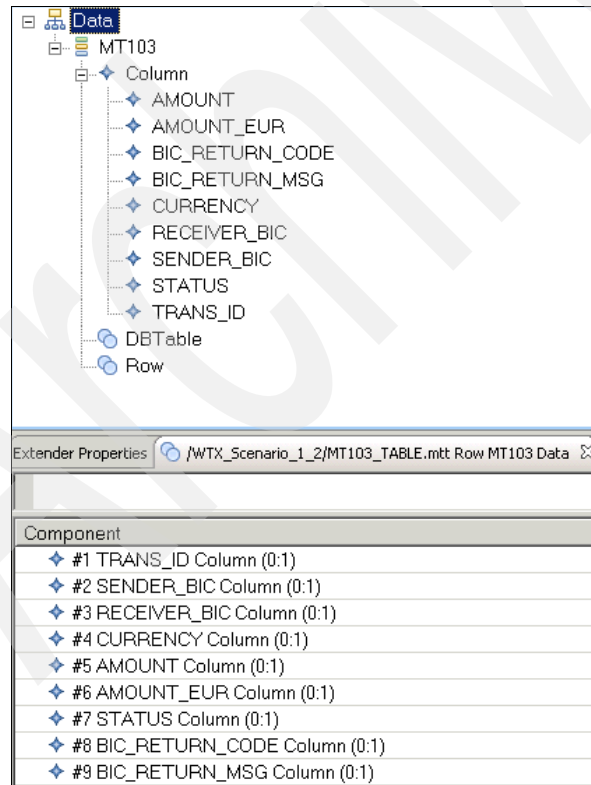 Data
MT103
Column
AMOUNT
AMOUNT_EUR
BIC_RETURN_CODE
BIC_RETURN_MSG
CURRENCY
RECEIVER_BIC
SENDER_BIC
STATUS
TRANS_ID
DBTable
Row
Extender Properties /WTX_Scenario_1_2/MT103_TABLE.mtt Row MT103 Data
Component
#1 TRANS_ID Column (0:1)
#2 SENDER_BIC Column (0:1)
#3 RECEIVER_BIC Column (0:1)
#4 CURRENCY Column (0:1)
#5 AMOUNT Column (0:1)
#6 AMOUNT_EUR Column (0:1)
#7 STATUS Column (0:1)
#8 BIC_RETURN_CODE Column (0:1)
#9 BIC_RETURN_MSG Column (0:1)